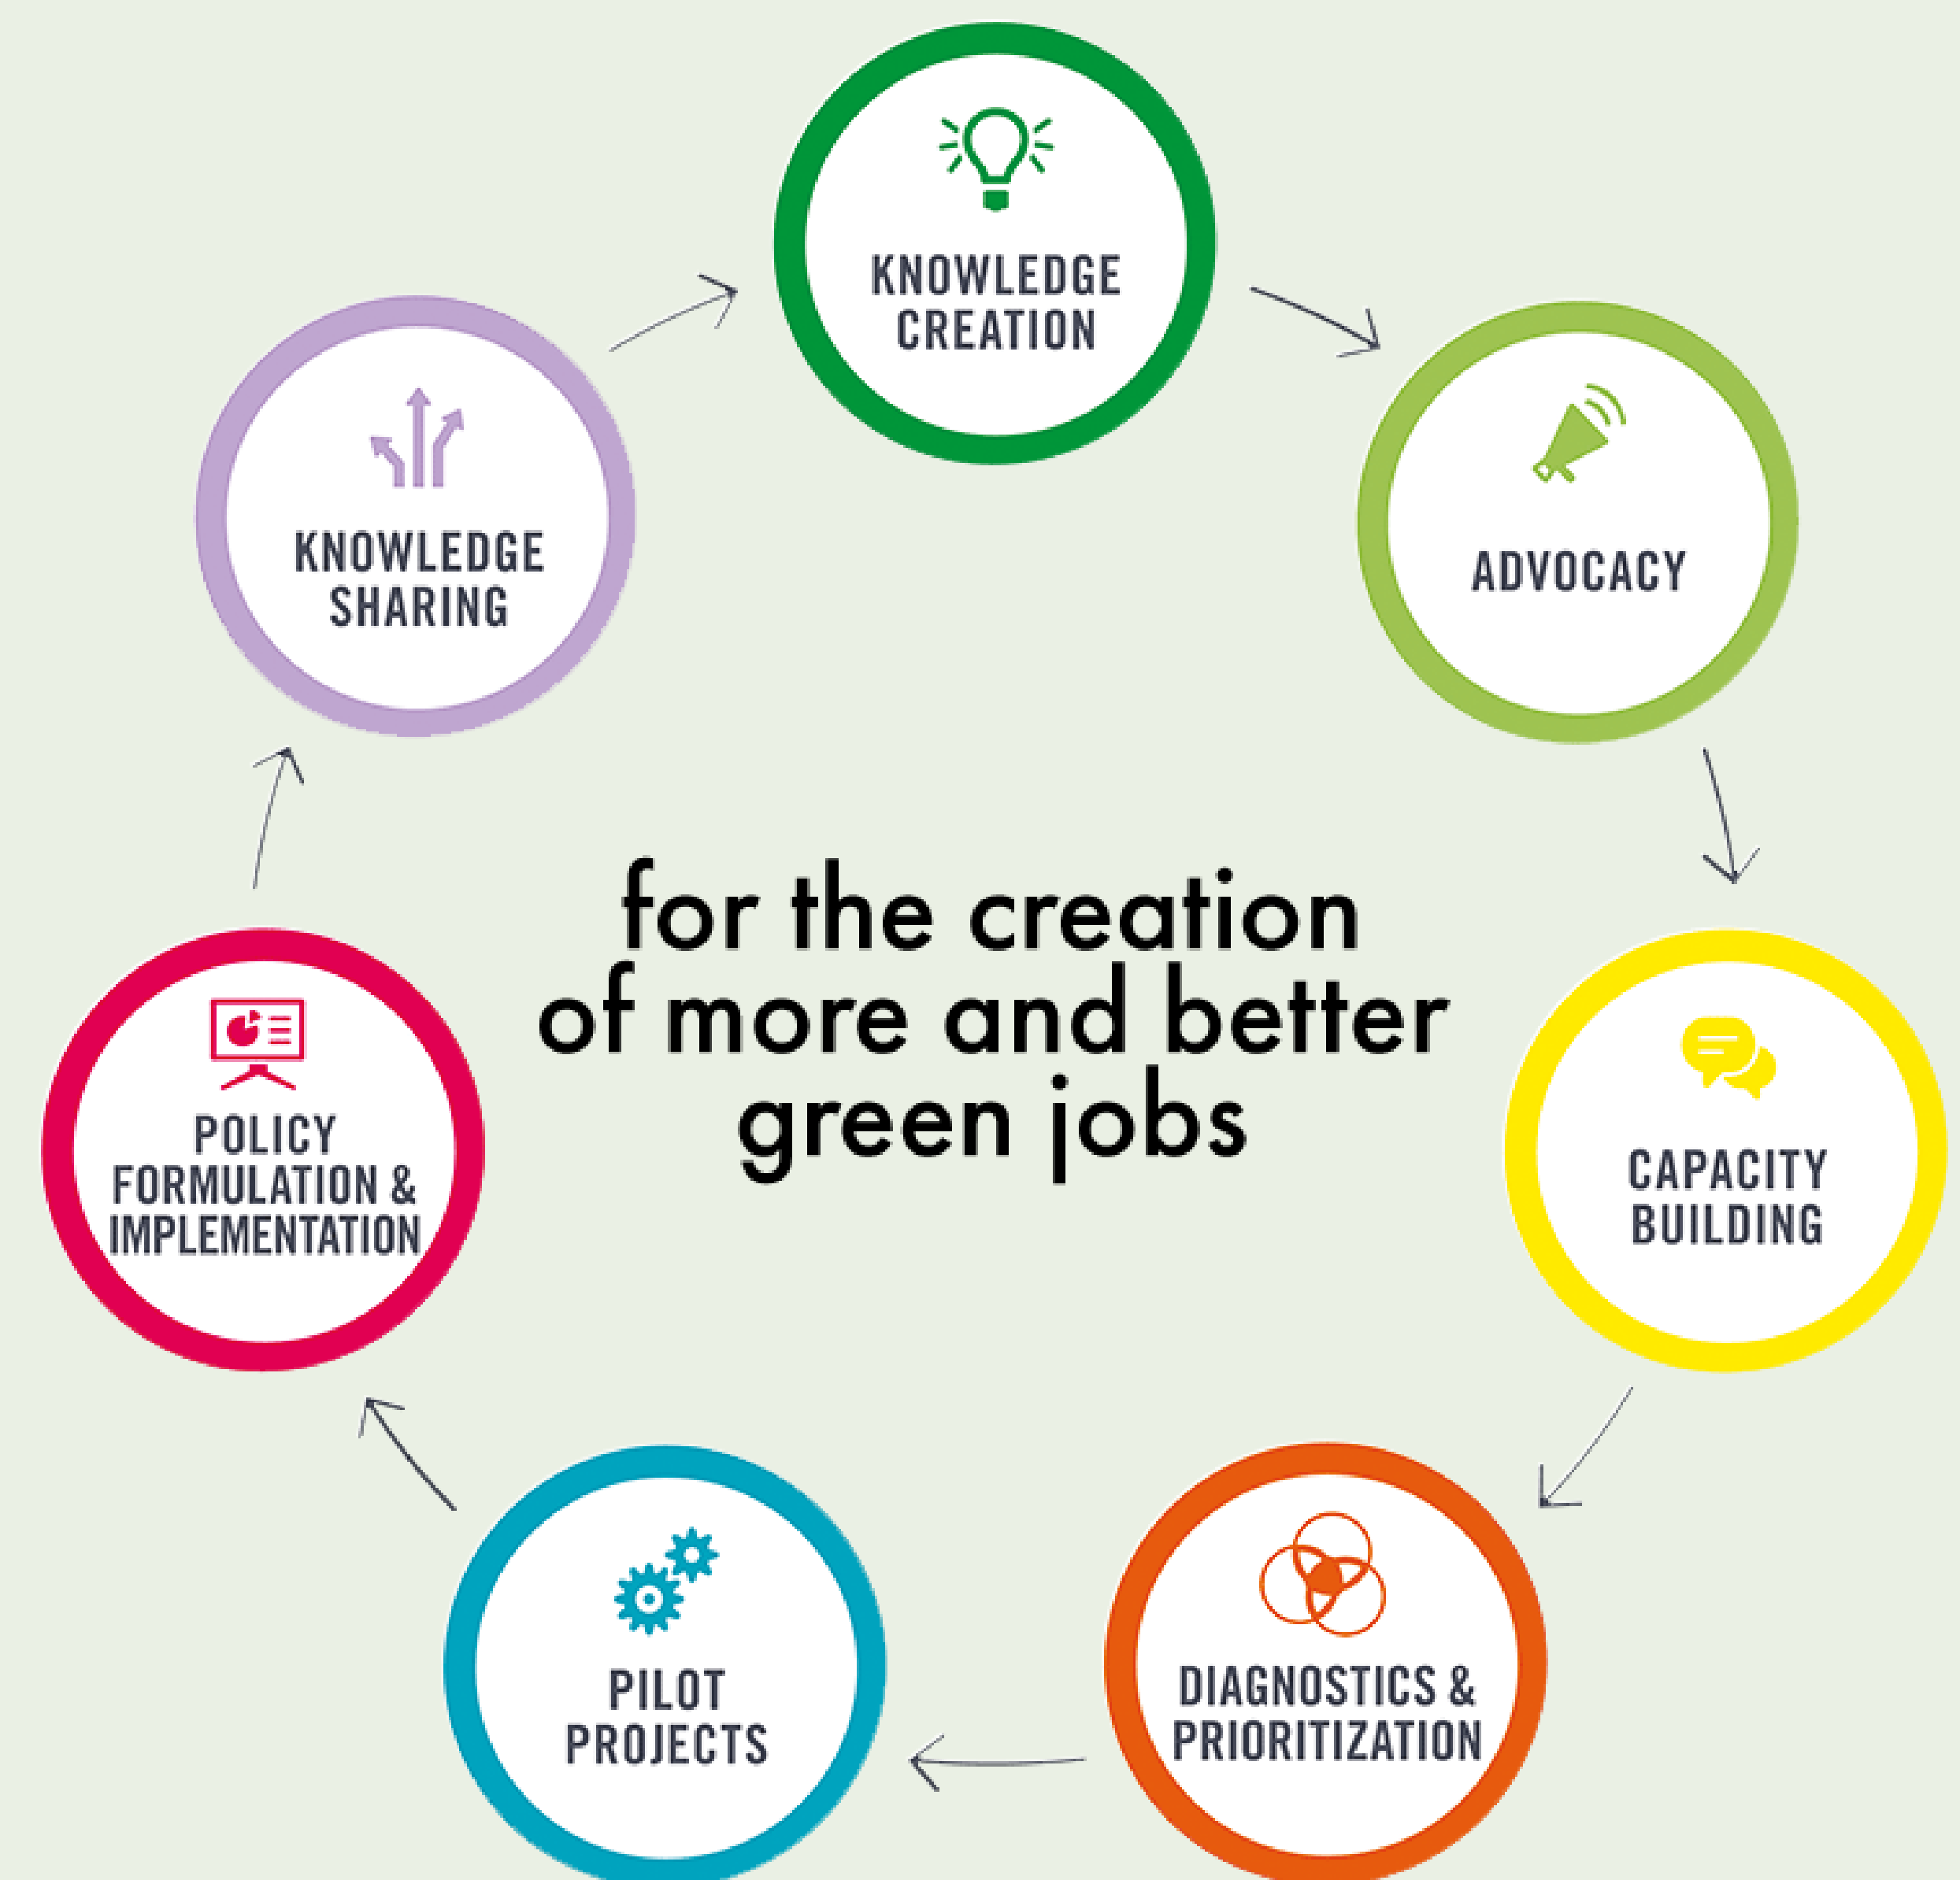 KNOWLEDGE
CREATION
ADVOCACY
CAPACITY
BUILDING
DIAGNOSTICS &
PRIORITIZATION
PILOT
PROJECTS
POLICY
FORMULATION &
IMPLEMENTATION
KNOWLEDGE
SHARING
for the creation
of more and better
green jobs